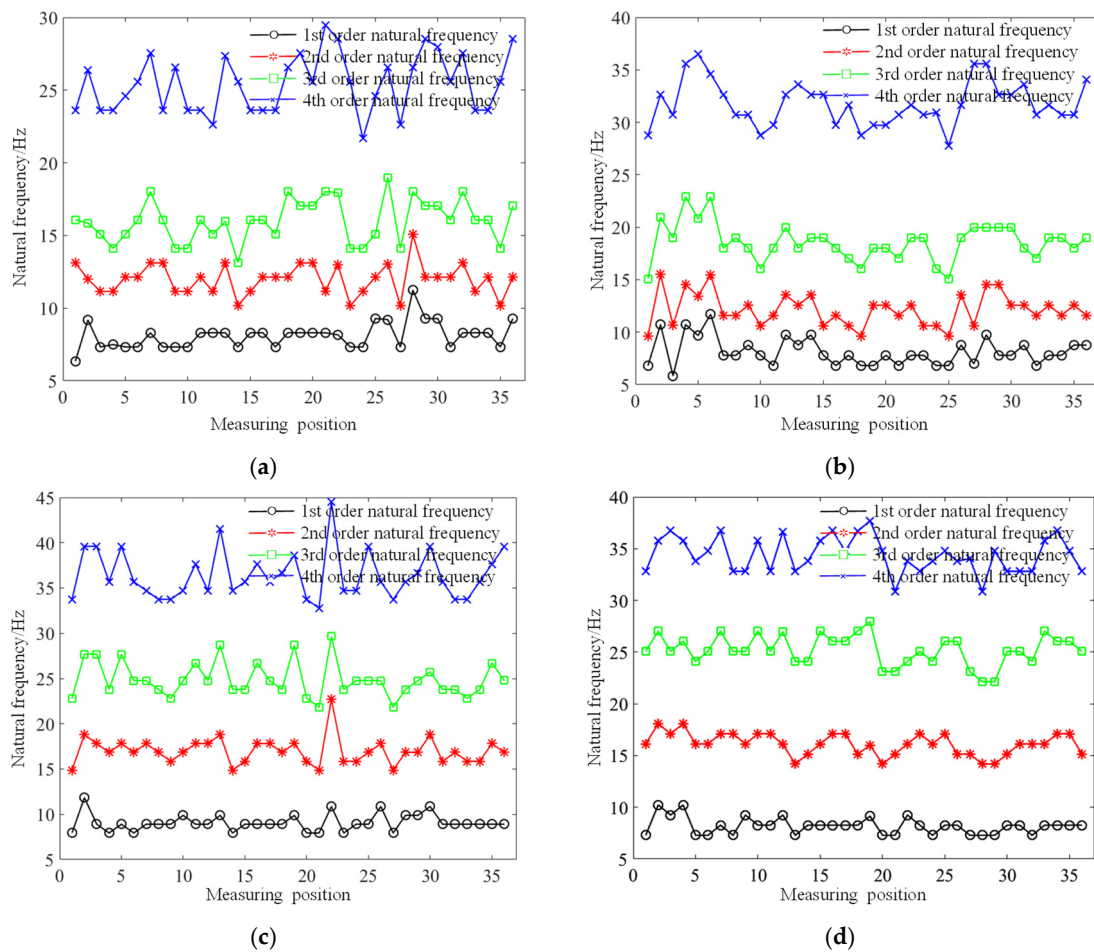 30
25
20
15
10
5
0
5
10
15
20
25
30
35
Natural frequency/Hz
Measuring position
1st order natural frequency
2nd order natural frequency
3rd order natural frequency
4th order natural frequency
(a)
40
35
30
25
20
15
10
5
0
5
10
15
20
25
30
35
Natural frequency/Hz
Measuring position
1st order natural frequency
2nd order natural frequency
3rd order natural frequency
4th order natural frequency
(b)
45
40
35
30
25
20
15
10
5
0
5
10
15
20
25
30
35
Natural frequency/Hz
Measuring position
1st order natural frequency
2nd order natural frequency
3rd order natural frequency
4th order natural frequency
(c)
40
35
30
25
20
15
10
5
0
5
10
15
20
25
30
35
Natural frequency/Hz
Measuring position
1st order natural frequency
2nd order natural frequency
3rd order natural frequency
4th order natural frequency
(d)